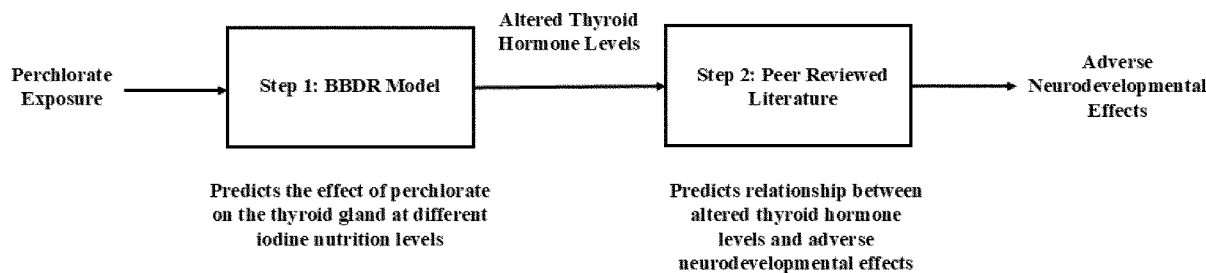 Altered Thyroid
Hormone Levels
Perchlorate
Exposure
Step 1: BBDR Model
Step 2: Peer Reviewed
Literature
Adverse
Neurodevelopmental
Effects
Predicts the effect of perchlorate
on the thyroid gland at different
iodine nutrition levels
Predicts relationship between
altered thyroid hormone
levels and adverse
neurodevelopmental effects